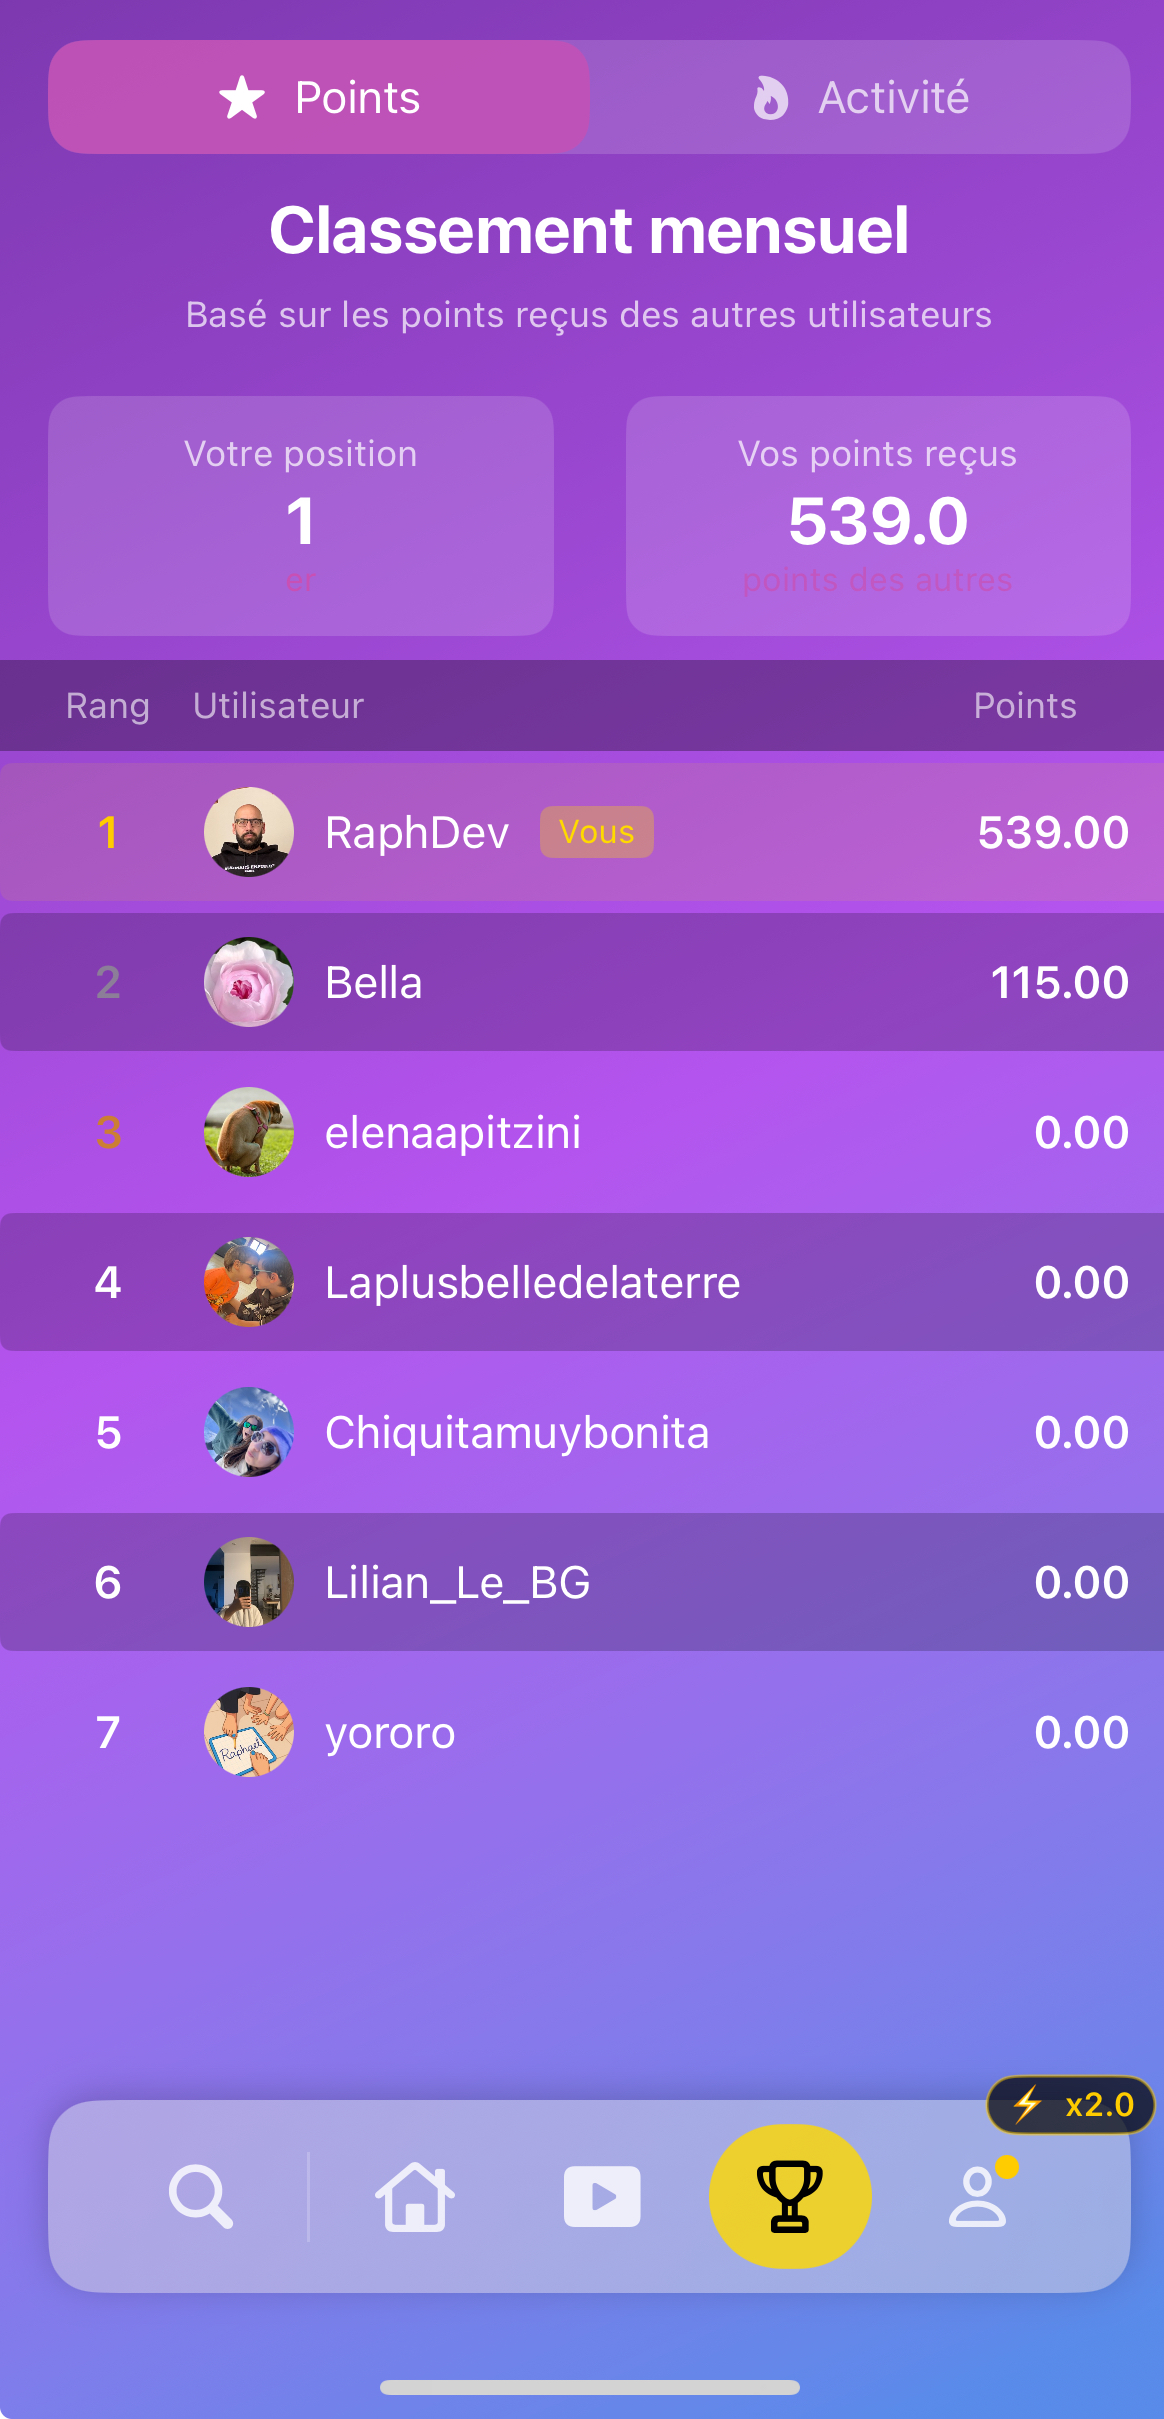 Points
Activité
Classement mensuel
Basé sur les points reçus des autres utilisateurs
Votre position
1
er
Vos points reçus
539.0
points des autres
Rang Utilisateur Points
1 RaphDev Vous 539.00
2 Bella 115.00
3 elenaapitzini 0.00
4 Laplusbelledelaterre 0.00
5 Chiquitamuybonita 0.00
6 Lilian_Le_BG 0.00
7 Raphaël yororo 0.00
x2.0